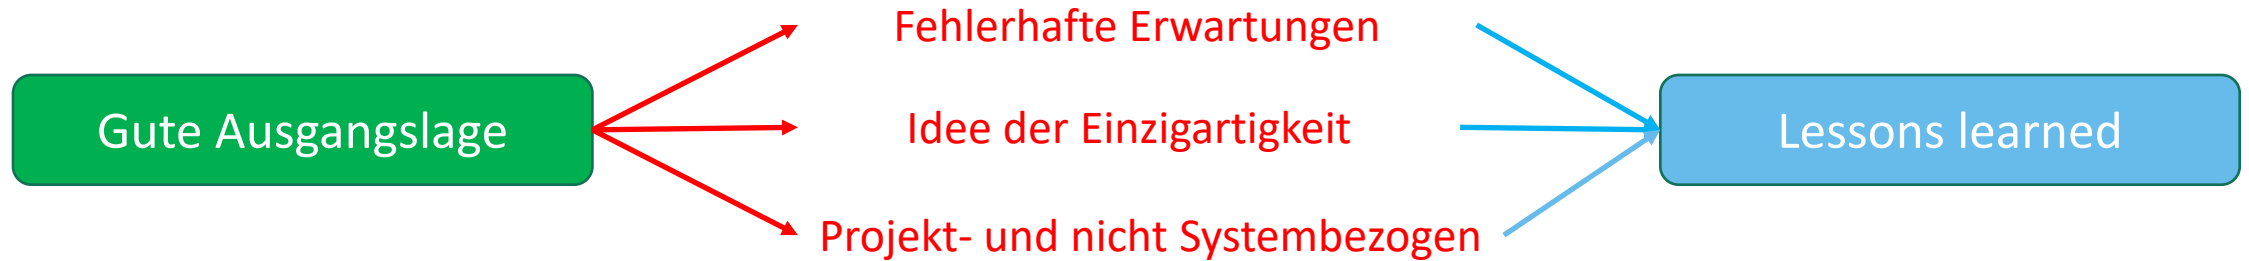 Gute Ausgangslage
Fehlerhafte Erwartungen
Idee der Einzigartigkeit
Projekt- und nicht Systembezogen
Lessons learned